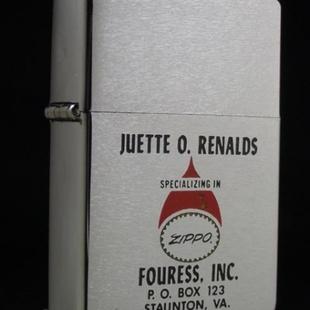 JUETTE O. RENALDS
SPECIALIZING IN
ZIPPO
FOURESS, INC.
P. O. BOX 123
STAUNTON, VA.